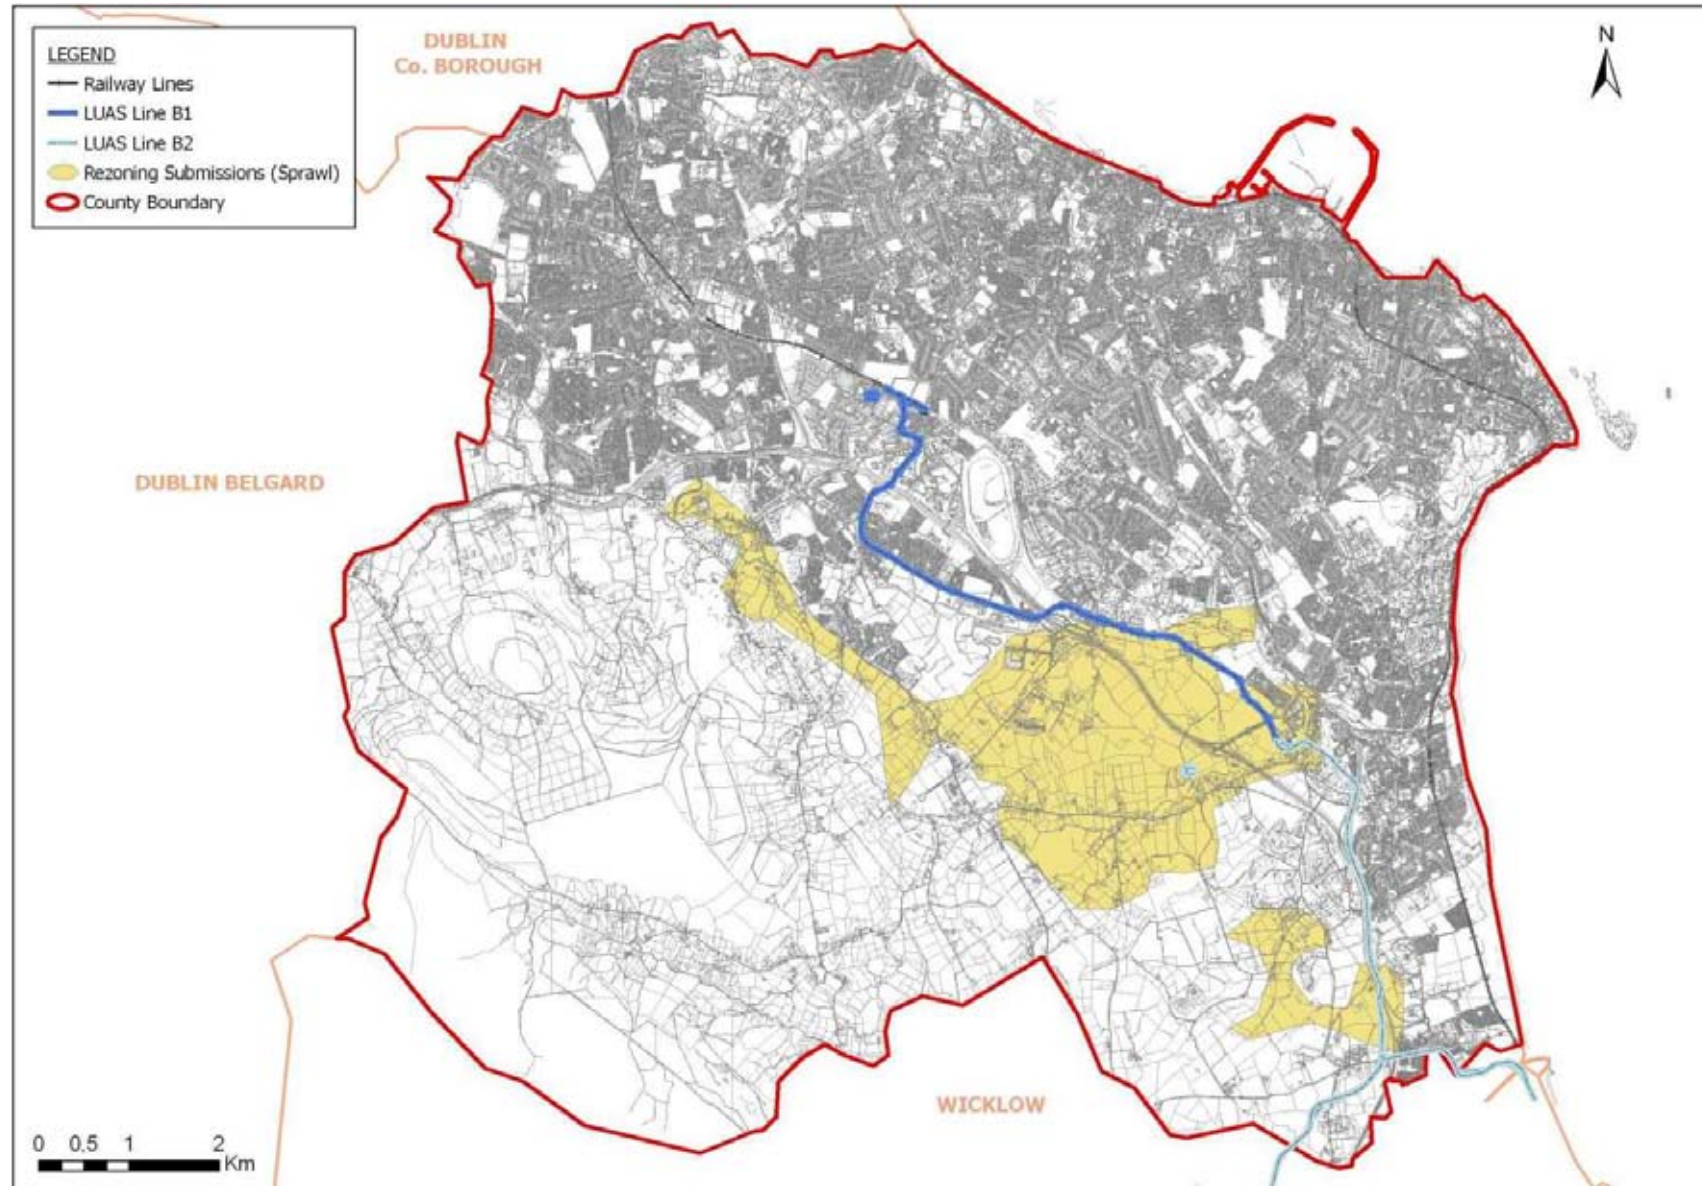 LEGEND
Railway Lines
LUAS Line B1
LUAS Line B2
Rezoning Submissions (Sprawl)
County Boundary
DUBLIN
Co. BOROUGH
N
DUBLIN BELGARD
WICKLOW
0 0.5 1 2
Km